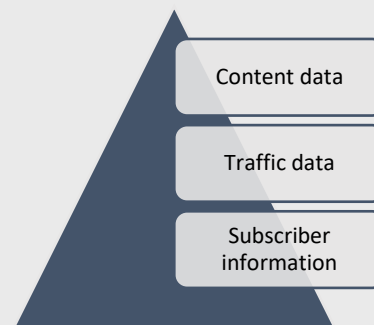 Content data
Traffic data
Subscriber
information